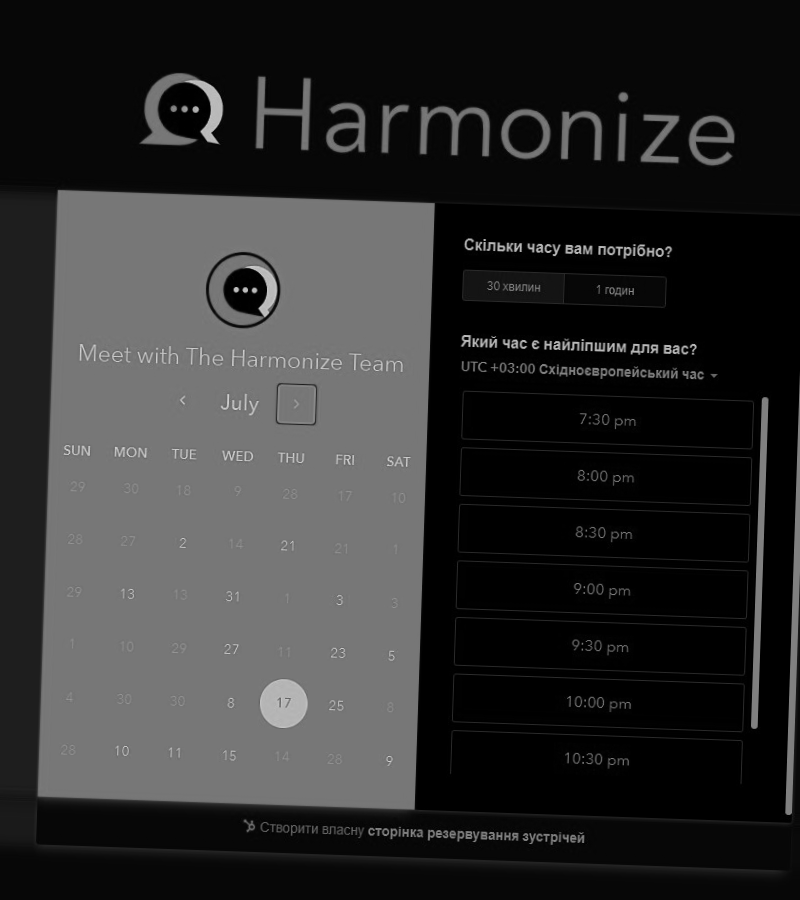 Harmonize
Meet with The Harmonize Team
July
SUN MON TUE WED THU FRI SAT
29 30 18 9 28 17 10
28 27 2 14 21 21 1
29 13 13 31 1 3 3
1 10 29 27 11 23 5
4 30 30 8 17 25 8
28 10 11 15 14 28 9
Скільки часу вам потрібно?
30 хвилин 1 годин
Який час є найліпшим для вас?
UTC +03:00 Східноєвропейський час
7:30 pm
8:00 pm
8:30 pm
9:00 pm
9:30 pm
10:00 pm
10:30 pm
Створити власну сторінка резервування зустрічей